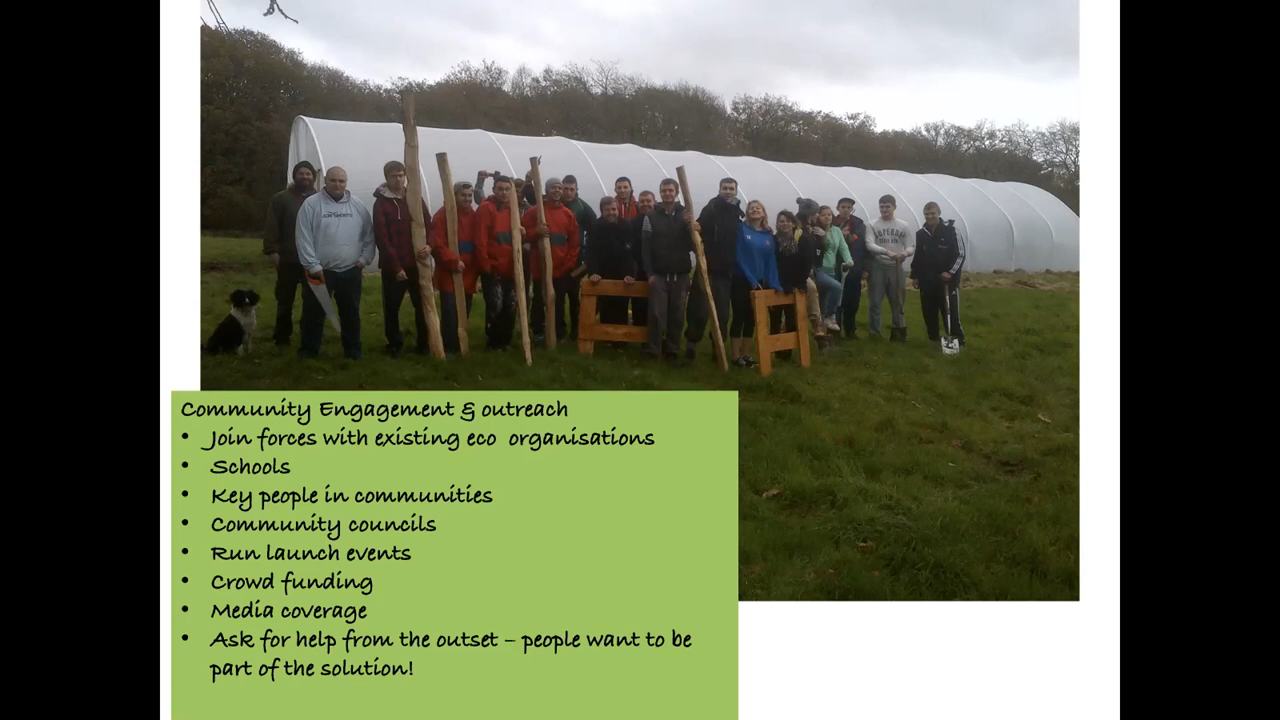 Community Engagement & outreach
• Join forces with existing eco organisations
• Schools
• Key people in communities
• Community councils
• Run launch events
• Crowd funding
• Media coverage
• Ask for help from the outset – people want to be
part of the solution!